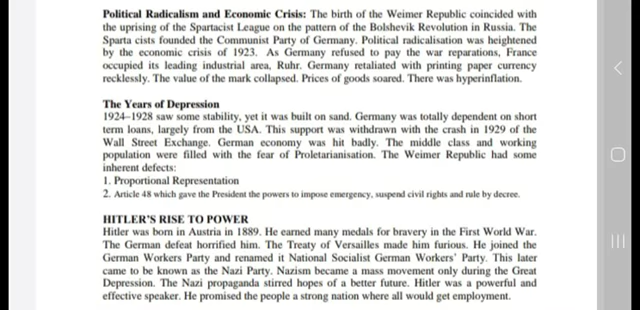 Political Radicalism and Economic Crisis: The birth of the Weimer Republic coincided with
the uprising of the Spartacist League on the pattern of the Bolshevik Revolution in Russia. The
Sparta cists founded the Communist Party of Germany. Political radicalisation was heightened
by the economic crisis of 1923. As Germany refused to pay the war reparations, France
occupied its leading industrial area, Ruhr. Germany retaliated with printing paper currency
recklessly. The value of the mark collapsed. Prices of goods soared. There was hyperinflation.
The Years of Depression
1924–1928 saw some stability, yet it was built on sand. Germany was totally dependent on short
term loans, largely from the USA. This support was withdrawn with the crash in 1929 of the
Wall Street Exchange. German economy was hit badly. The middle class and working
population were filled with the fear of Proletarianisation. The Weimer Republic had some
inherent defects:
1. Proportional Representation
2. Article 48 which gave the President the powers to impose emergency, suspend civil rights and rule by decree.
HITLER'S RISE TO POWER
Hitler was born in Austria in 1889. He earned many medals for bravery in the First World War.
The German defeat horrified him. The Treaty of Versailles made him furious. He joined the
German Workers Party and renamed it National Socialist German Workers' Party. This later
came to be known as the Nazi Party. Nazism became a mass movement only during the Great
Depression. The Nazi propaganda stirred hopes of a better future. Hitler was a powerful and
effective speaker. He promised the people a strong nation where all would get employment.